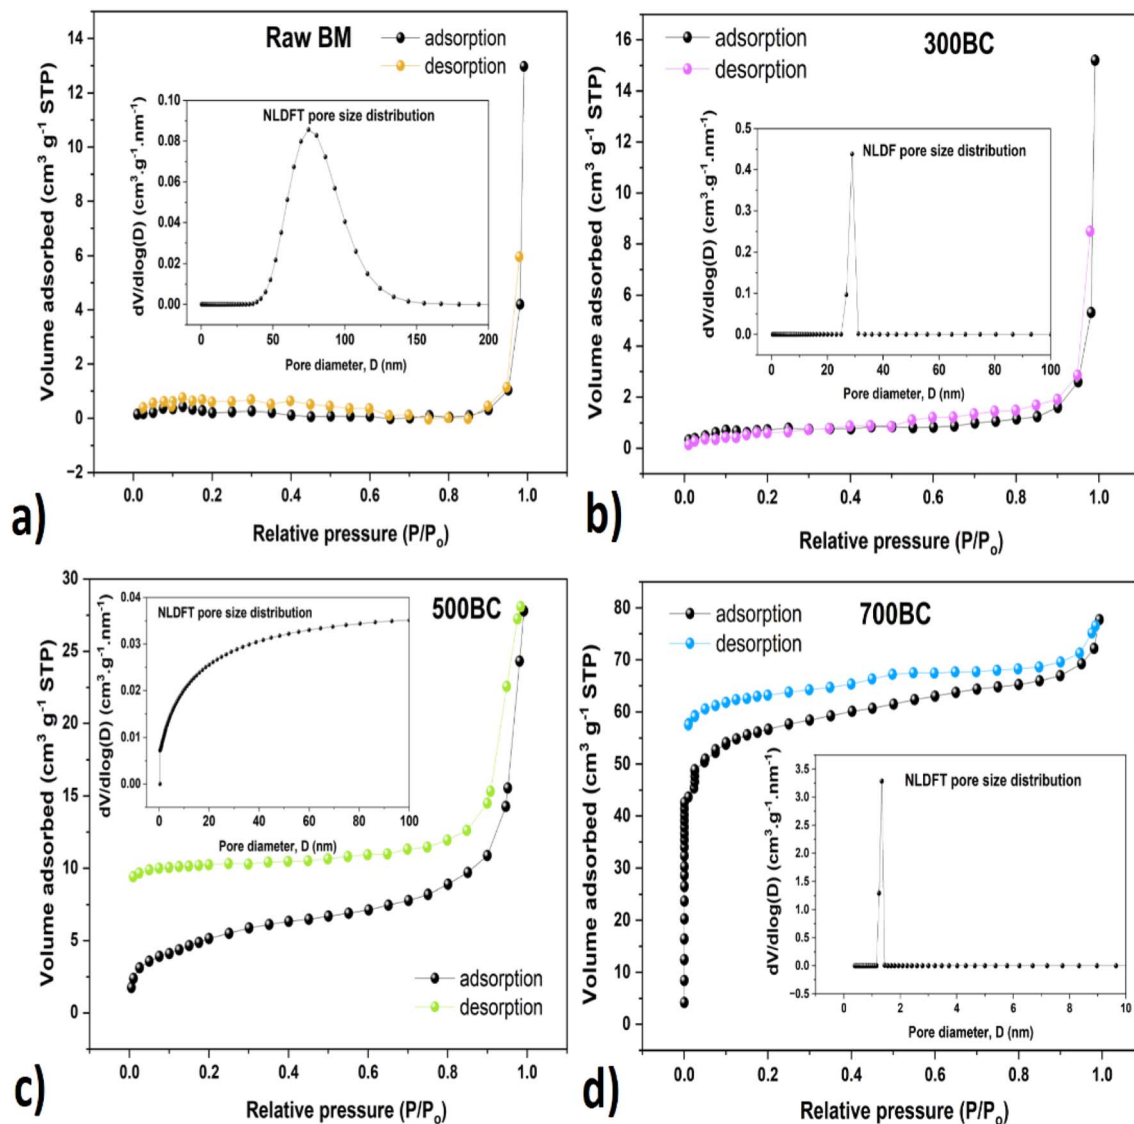 Raw BM
adsorption
desorption
Volume adsorbed (cm³ g⁻¹ STP)
14
12
10
8
6
4
2
0
−2
0.0 0.2 0.4 0.6 0.8 1.0
Relative pressure (P/Pₒ)
NLDFT pore size distribution
dV/dlog(D) (cm³.g⁻¹.nm⁻¹)
0.10
0.08
0.06
0.04
0.02
0.00
0 50 100 150 200
Pore diameter, D (nm)
a)
300BC
adsorption
desorption
Volume adsorbed (cm³ g⁻¹ STP)
16
14
12
10
8
6
4
2
0
0.0 0.2 0.4 0.6 0.8 1.0
Relative pressure (P/Pₒ)
NLDF pore size distribution
dV/dlog(D) (cm³.g⁻¹.nm⁻¹)
0.5
0.4
0.3
0.2
0.1
0.0
0 20 40 60 80 100
Pore diameter, D (nm)
b)
500BC
adsorption
desorption
Volume adsorbed (cm³ g⁻¹ STP)
30
25
20
15
10
5
0
0.0 0.2 0.4 0.6 0.8 1.0
Relative pressure (P/Pₒ)
NLDFT pore size distribution
dV/dlog(D) (cm³.g⁻¹.nm⁻¹)
0.04
0.03
0.02
0.01
0.00
0 20 40 60 80 100
Pore diameter, D (nm)
c)
700BC
adsorption
desorption
Volume adsorbed (cm³ g⁻¹ STP)
80
70
60
50
40
30
20
10
0
0.0 0.2 0.4 0.6 0.8 1.0
Relative pressure (P/Pₒ)
NLDFT pore size distribution
dV/dlog(D) (cm³.g⁻¹.nm⁻¹)
3.5
3.0
2.5
2.0
1.5
1.0
0.5
0.0
−0.5
0 2 4 6 8 10
Pore diameter, D (nm)
d)